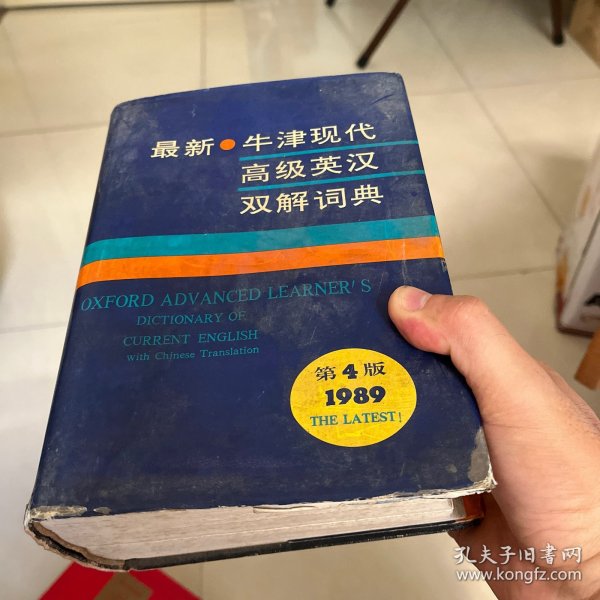 最新●牛津现代
高级英汉
双解词典
OXFORD ADVANCED LEARNER'S
DICTIONARY OF
CURRENT ENGLISH
with Chinese Translation
第4版
1989
THE LATEST!
孔夫子旧书网
www.kongfz.com